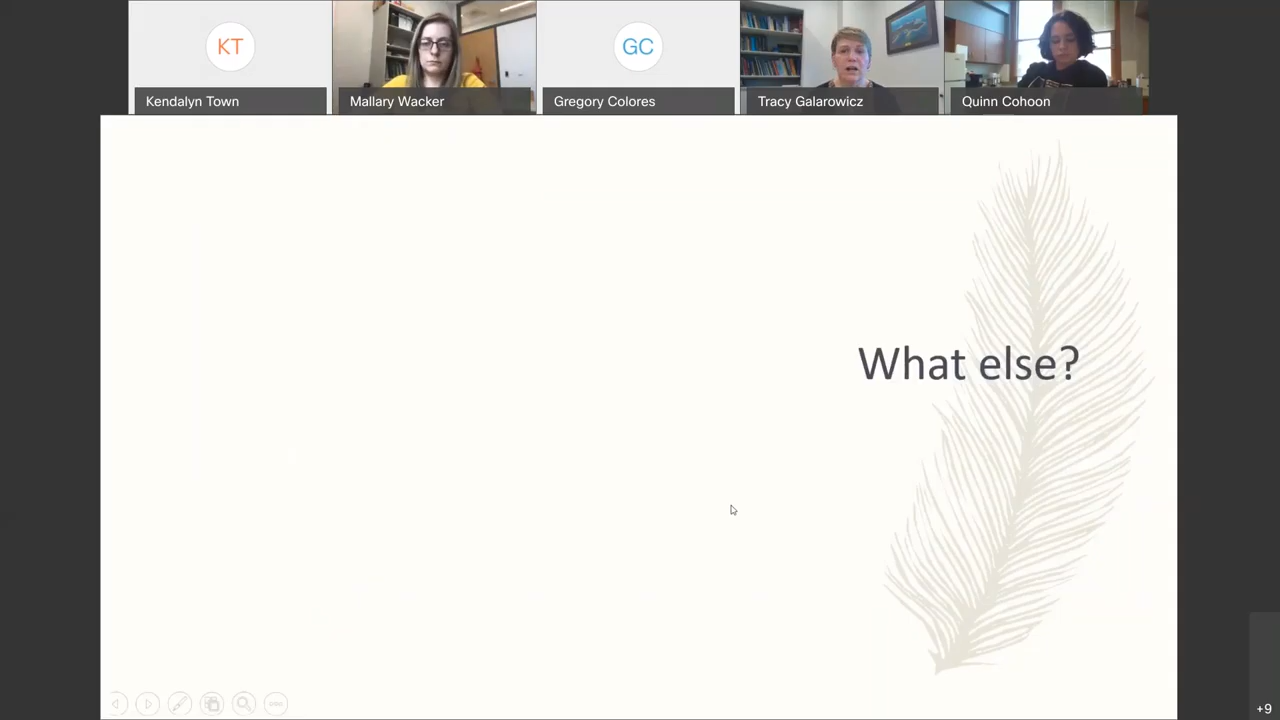 KT
GC
Kendalyn Town
Mallary Wacker
Gregory Colores
Tracy Galarowicz
Quinn Cohoon
What else?
+9